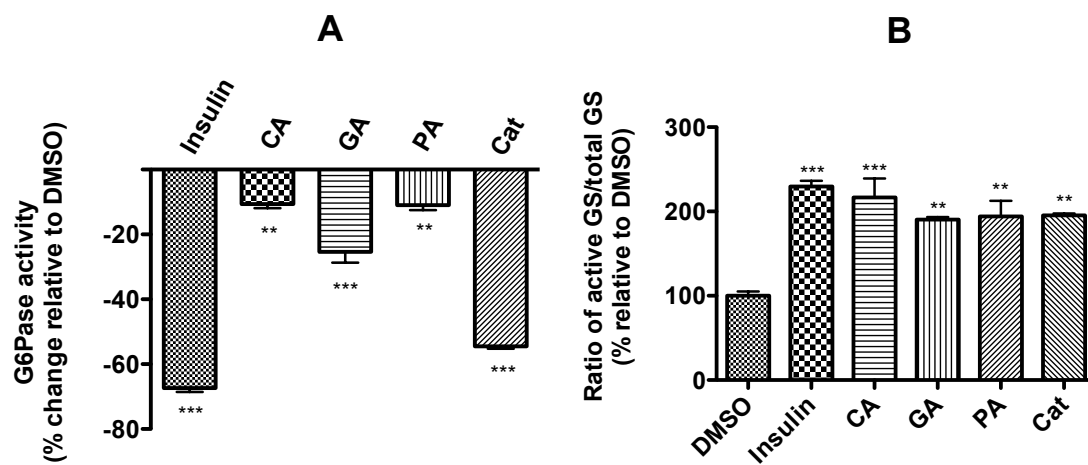 A
Insulin
CA
GA
PA
Cat
G6Pase activity
(% change relative to DMSO)
-20
-40
-60
-80
**
**
***
***
***
B
Ratio of active GS/total GS
(% relative to DMSO)
300
200
100
0
***
***
**
**
**
DMSO
Insulin
CA
GA
PA
Cat